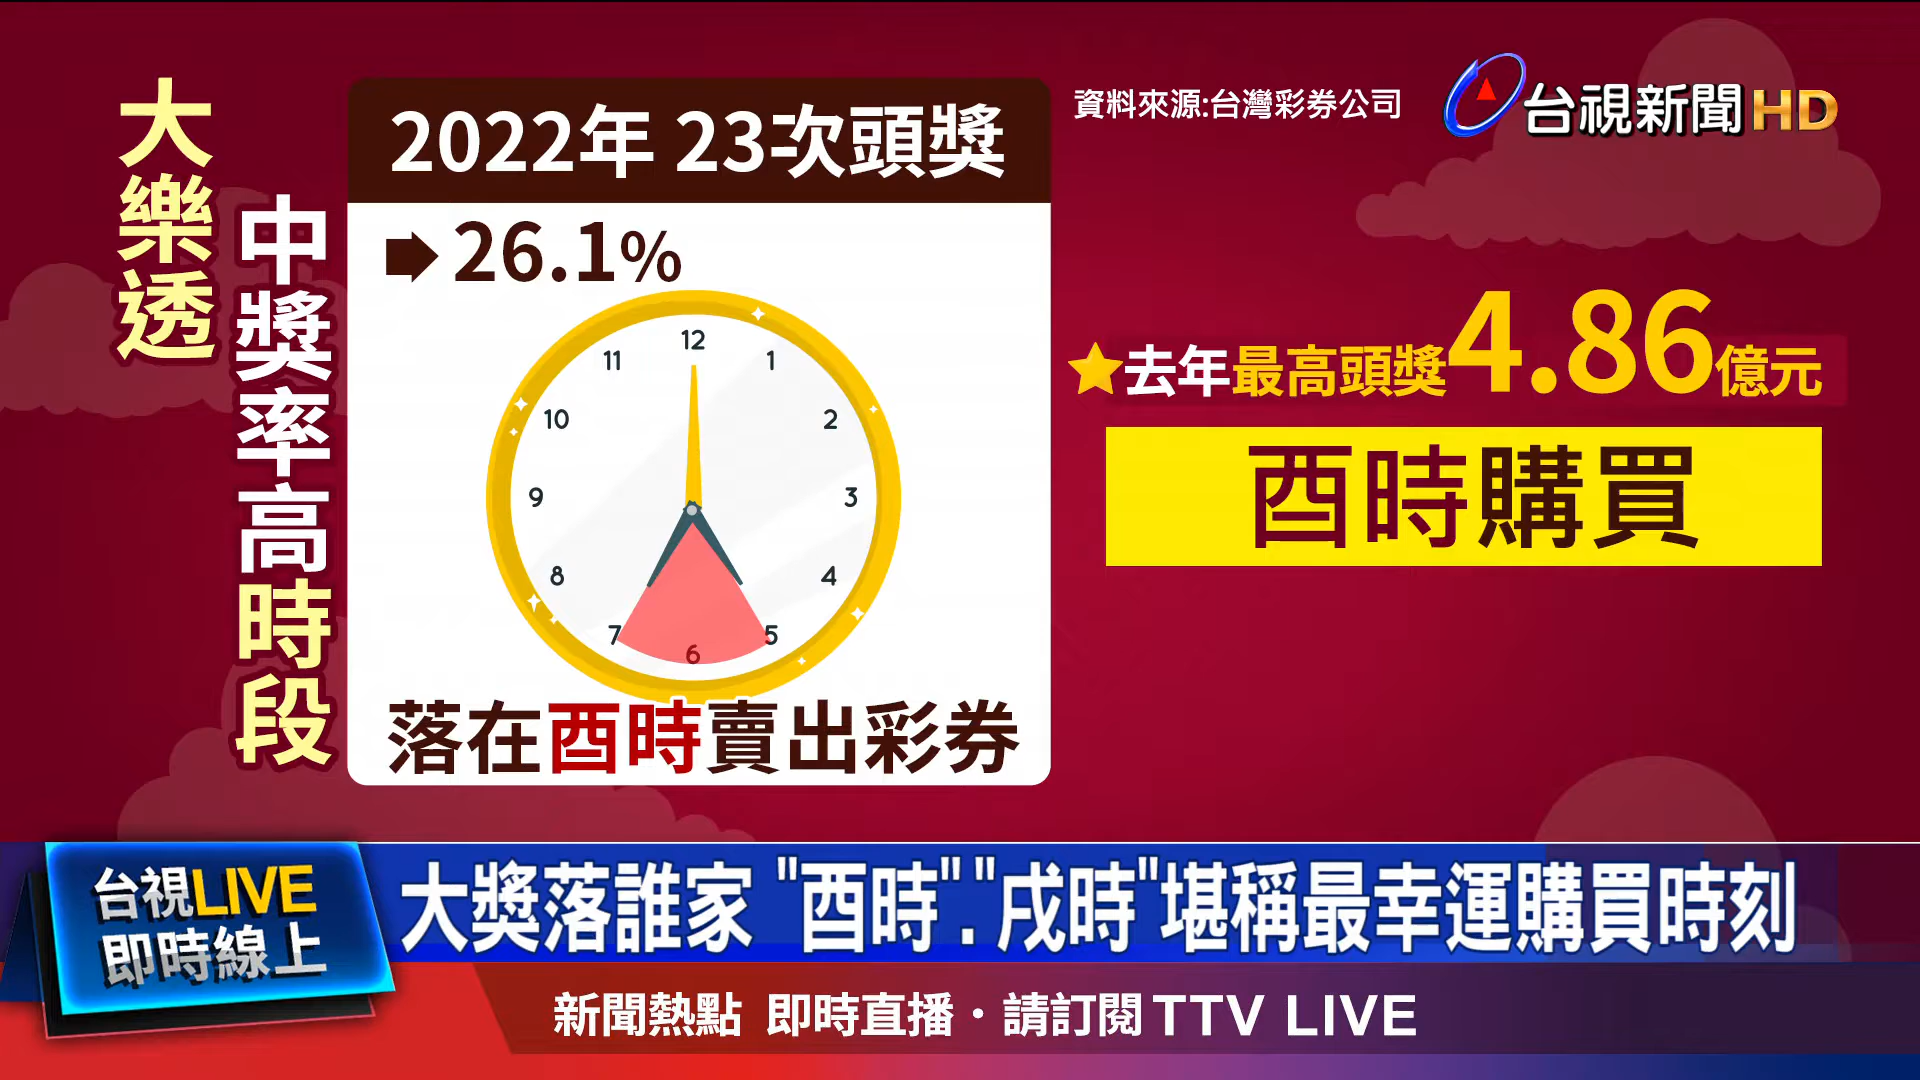 大樂透
中獎率高時段
2022年 23次頭獎
26.1%
12
1
2
3
4
5
6
7
8
9
10
11
落在酉時賣出彩券
資料來源:台灣彩券公司
台視新聞HD
去年最高頭獎4.86億元
酉時購買
台視LIVE
即時線上
大獎落誰家 "酉時"."戌時"堪稱最幸運購買時刻
新聞熱點 即時直播・請訂閱TTV LIVE